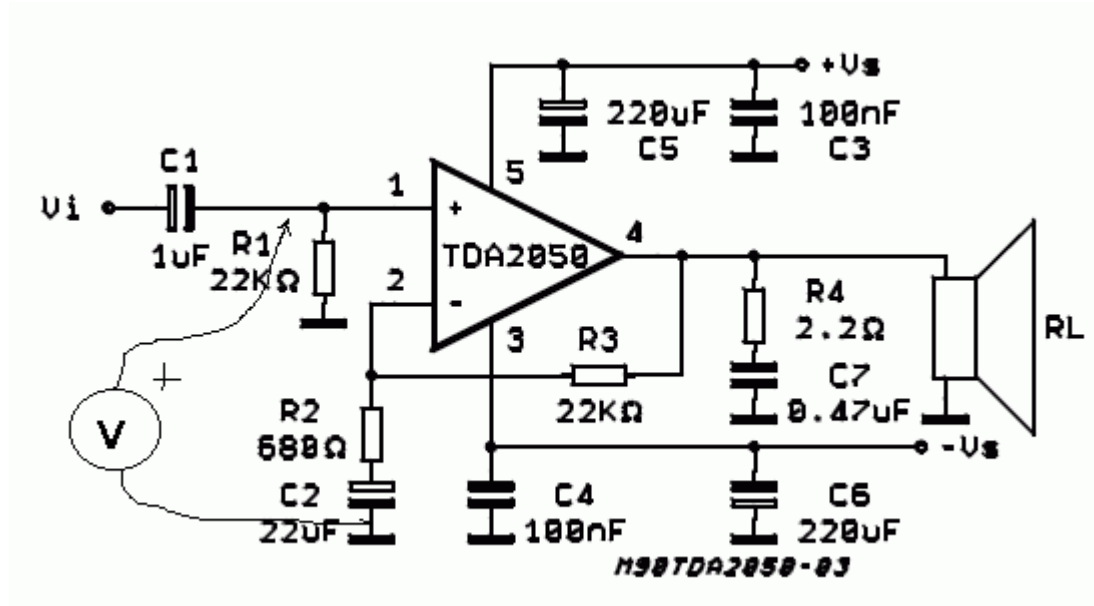 +Vs
220uF
100nF
C5
C3
C1
5
1
4
Vi
+
1uF
R1
22KΩ
TDA2050
2
-
R4
2.2Ω
RL
3
R3
+
22KΩ
C7
0.47uF
V
R2
680Ω
-Vs
C2
22uF
C4
100nF
C6
220uF
M90TDA2050-03